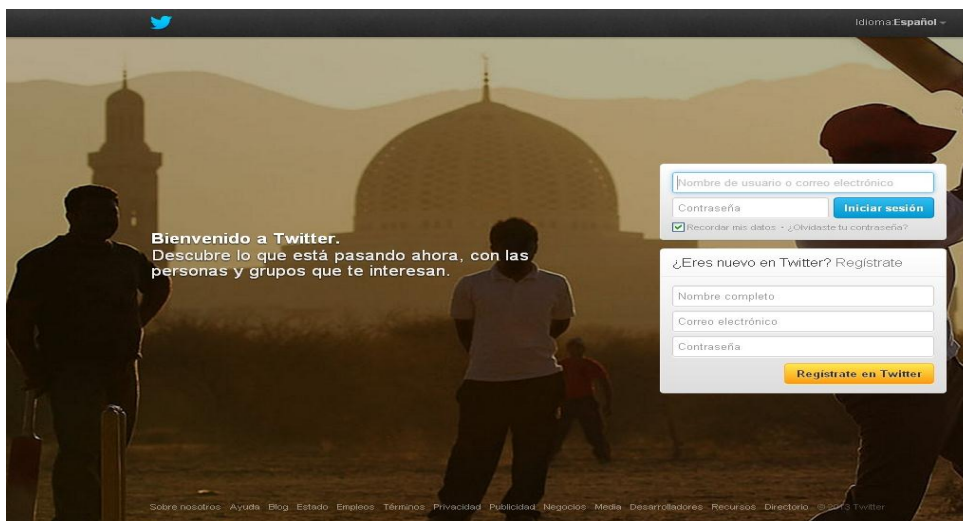 Idioma:Español
Nombre de usuario o correo electrónico
Contraseña
Iniciar sesión
Recordar mis datos · ¿Olvidaste tu contraseña?
Bienvenido a Twitter.
Descubre lo que está pasando ahora, con las
personas y grupos que te interesan.
¿Eres nuevo en Twitter? Regístrate
Nombre completo
Correo electrónico
Contraseña
Regístrate en Twitter
Sobre nosotros Ayuda Blog Estado Empleos Términos Privacidad Publicidad Negocios Media Desarrolladores Recursos Directorio © 2013 Twitter